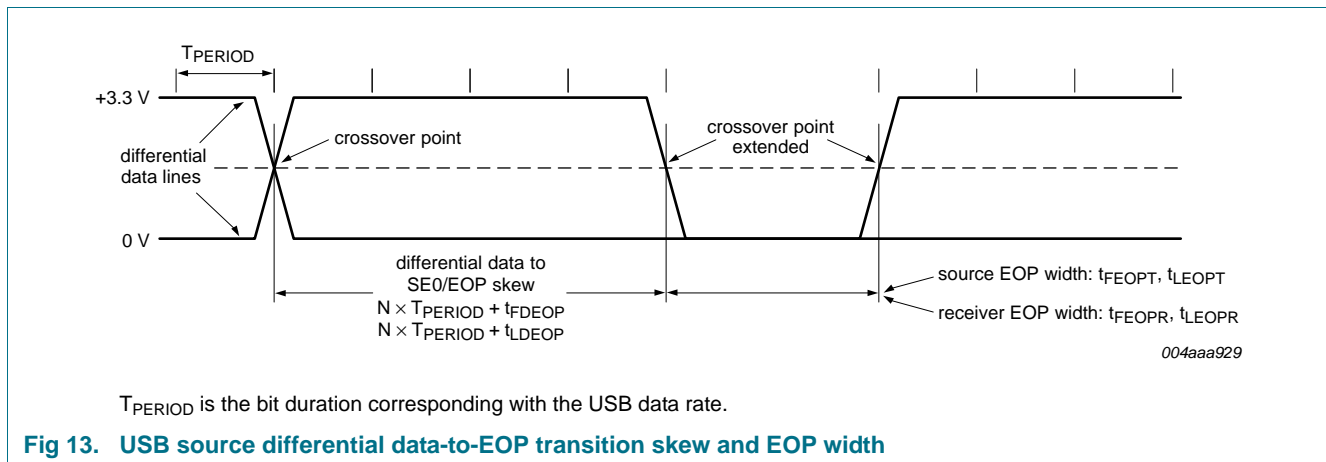 TPERIOD
+3.3 V
differential
data lines
0 V
crossover point
crossover point
extended
differential data to
SE0/EOP skew
N × TPERIOD + tFDEOP
N × TPERIOD + tLDEOP
source EOP width: tFEOPT, tLEOPT
receiver EOP width: tFEOPR, tLEOPR
004aaa929
TPERIOD is the bit duration corresponding with the USB data rate.
Fig 13. USB source differential data-to-EOP transition skew and EOP width